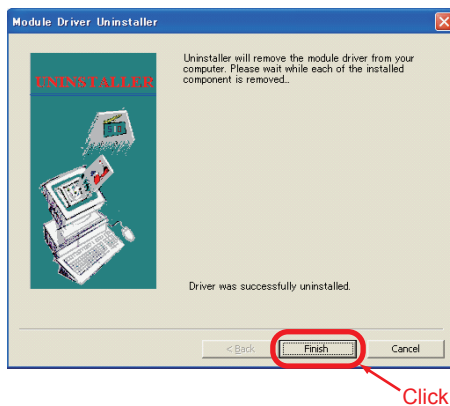 Module Driver Uninstaller
UNINSTALLER
Uninstaller will remove the module driver from your
computer. Please wait while each of the installed
component is removed..
Driver was successfully uninstalled.
< Back
Finish
Cancel
Click